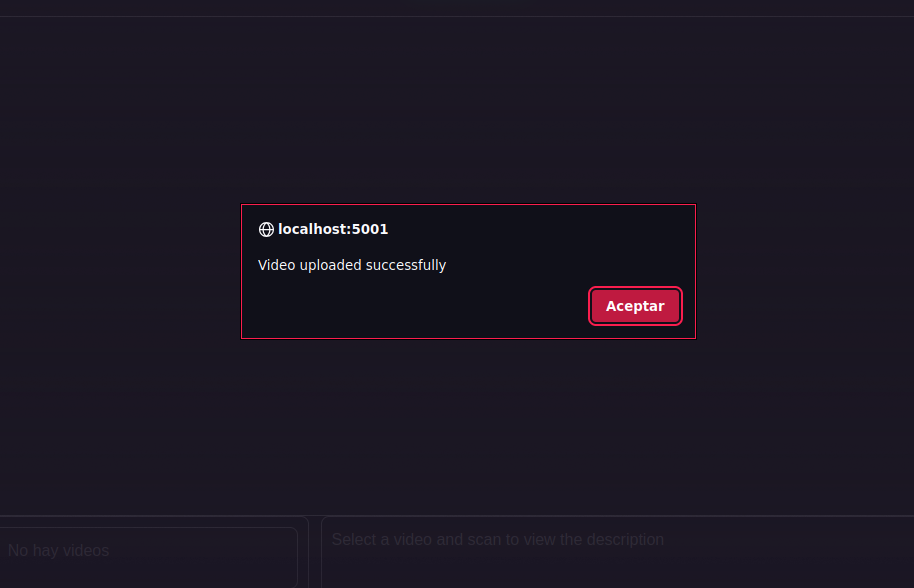 localhost:5001
Video uploaded successfully
Aceptar
Select a video and scan to view the description
No hay videos